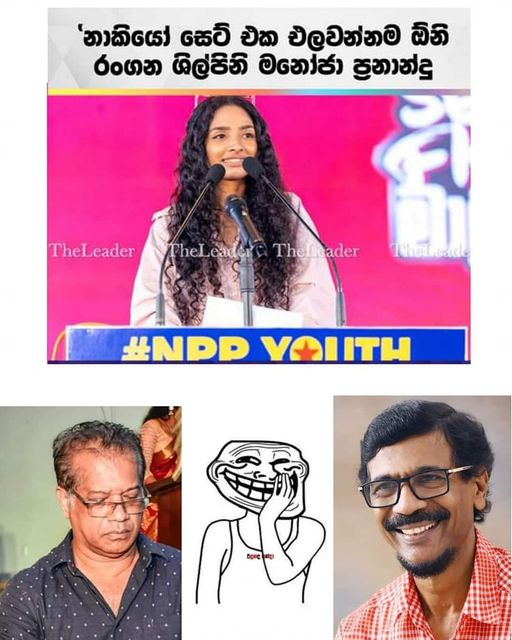 'නාකියෝ සෙට් එක එලවන්නම ඕනි
රංගන ශිල්පිනි මනෝජා ප්‍රනාන්දු
TheLeader TheLeader TheLeader TheLeade
#NPP YOUTH